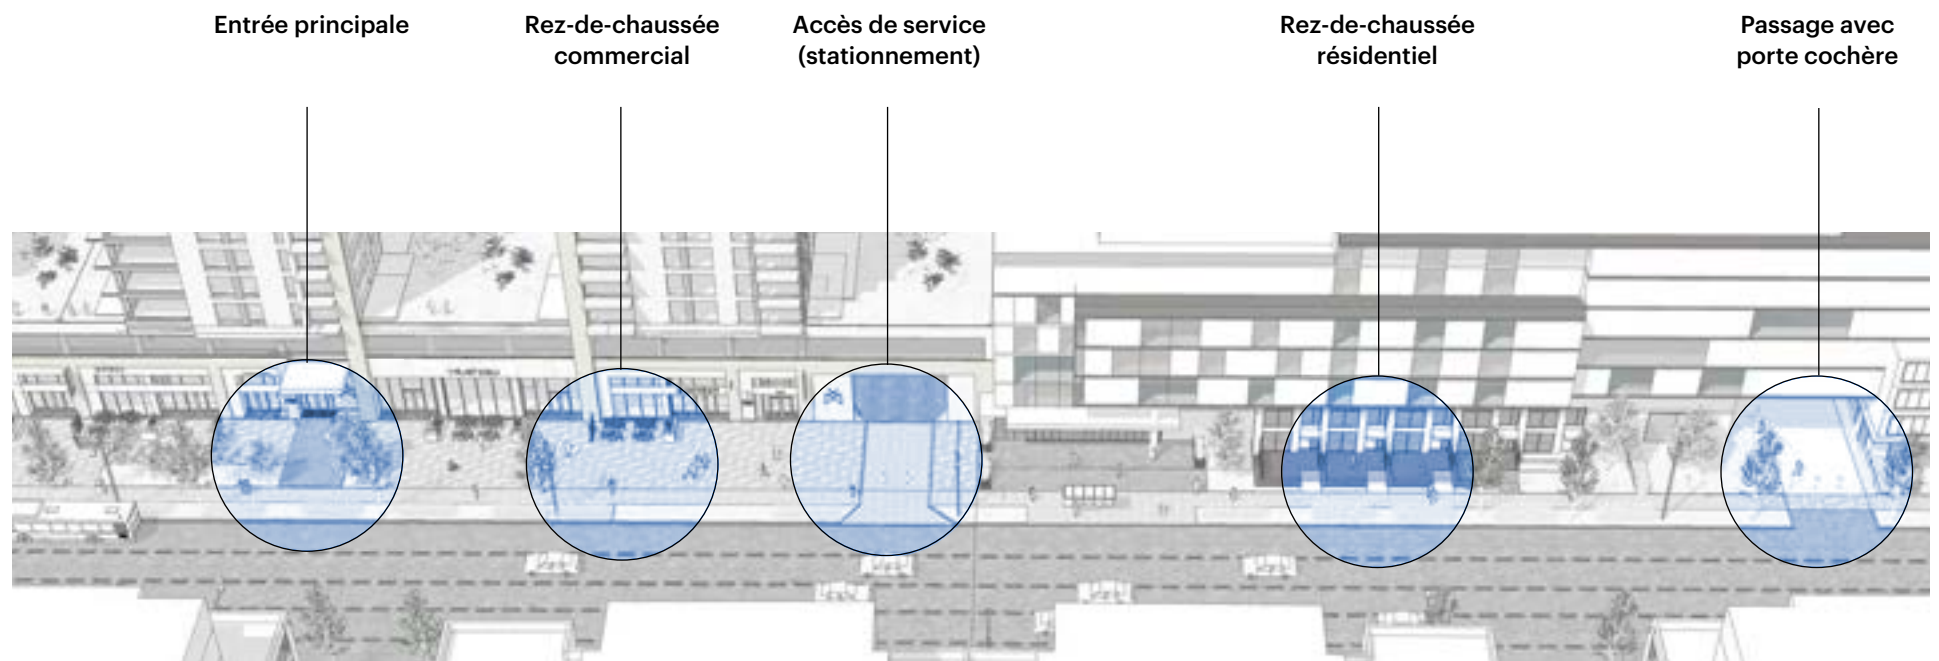 Entrée principale
Rez-de-chaussée
commercial
Accès de service
(stationnement)
Rez-de-chaussée
résidentiel
Passage avec
porte cochère